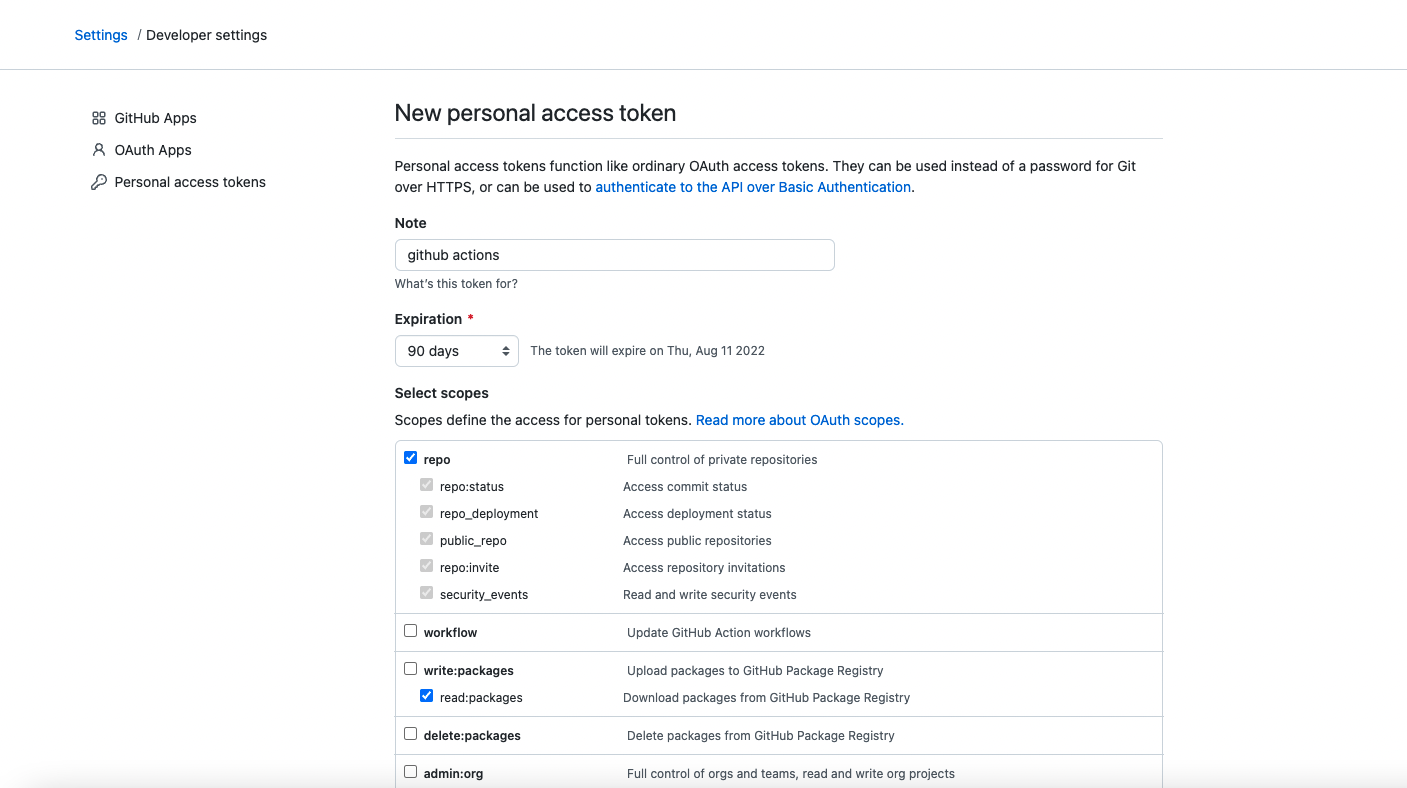 Settings / Developer settings
GitHub Apps
OAuth Apps
Personal access tokens
New personal access token
Personal access tokens function like ordinary OAuth access tokens. They can be used instead of a password for Git
over HTTPS, or can be used to authenticate to the API over Basic Authentication.
Note
github actions
What's this token for?
Expiration *
90 days The token will expire on Thu, Aug 11 2022
Select scopes
Scopes define the access for personal tokens. Read more about OAuth scopes.
repo Full control of private repositories
repo:status Access commit status
repo_deployment Access deployment status
public_repo Access public repositories
repo:invite Access repository invitations
security_events Read and write security events
workflow Update GitHub Action workflows
write:packages Upload packages to GitHub Package Registry
read:packages Download packages from GitHub Package Registry
delete:packages Delete packages from GitHub Package Registry
admin:org Full control of orgs and teams, read and write org projects